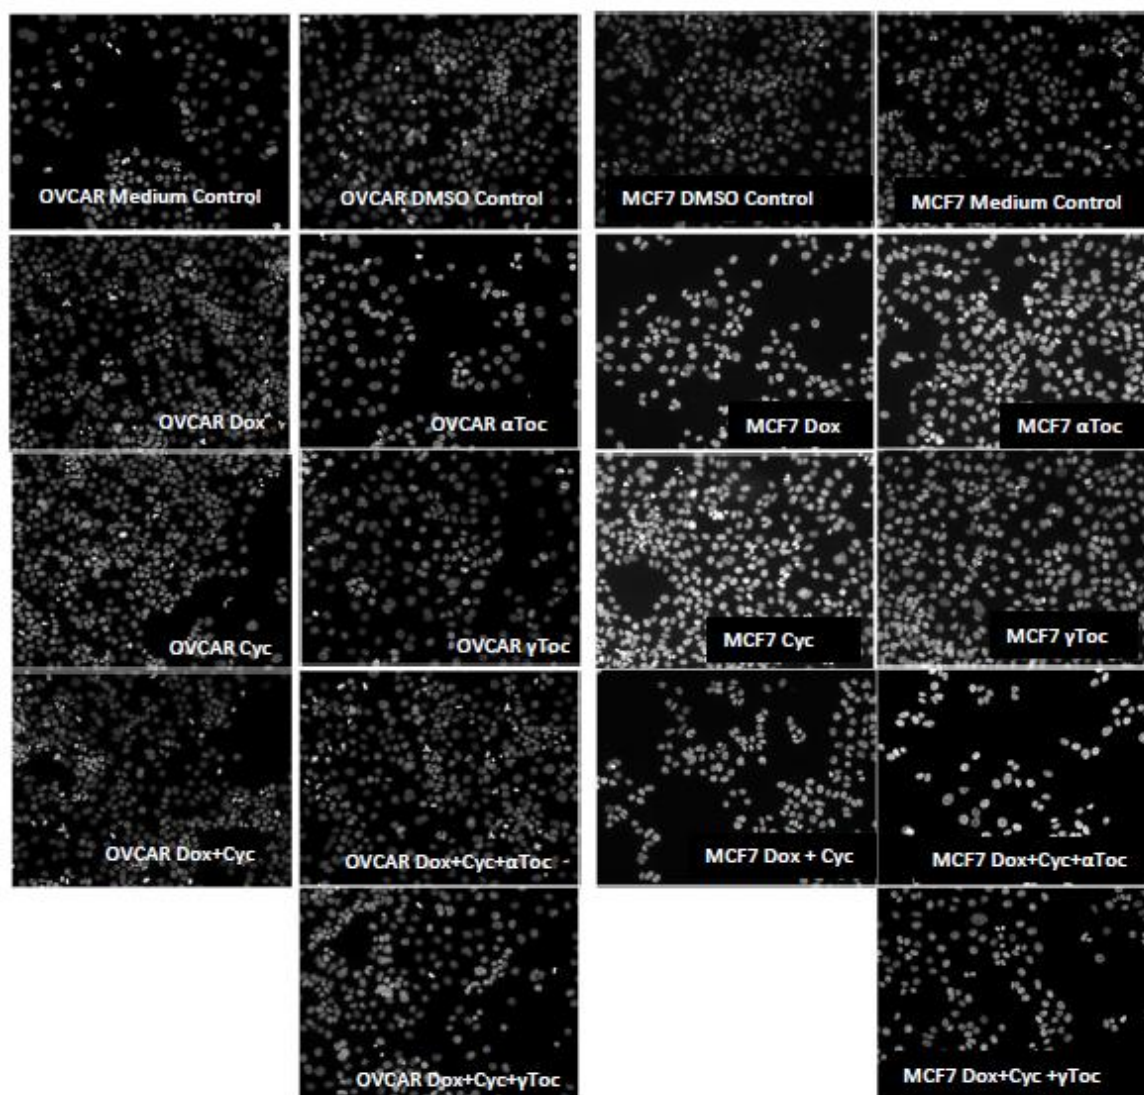 OVCAR Medium Control
OVCAR DMSO Control
MCF7 DMSO Control
MCF7 Medium Control
OVCAR Dox
OVCAR αToc
MCF7 Dox
MCF7 αToc
OVCAR Cyc
OVCAR γToc
MCF7 Cyc
MCF7 γToc
OVCAR Dox+Cyc
OVCAR Dox+Cyc+αToc -
MCF7 Dox + Cyc
MCF7 Dox+Cyc+αToc
OVCAR Dox+Cyc+γToc
MCF7 Dox+Cyc +γToc